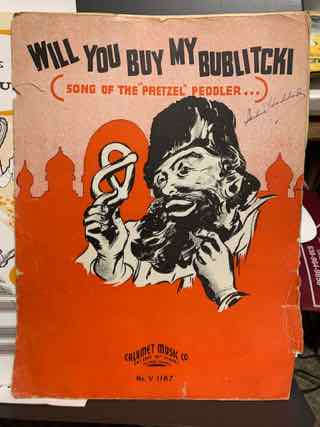 WILL YOU BUY MY BUBLITCKI
(SONG OF THE "PRETZEL" PEDDLER...)
CALUMET MUSIC CO.
No. V 1187